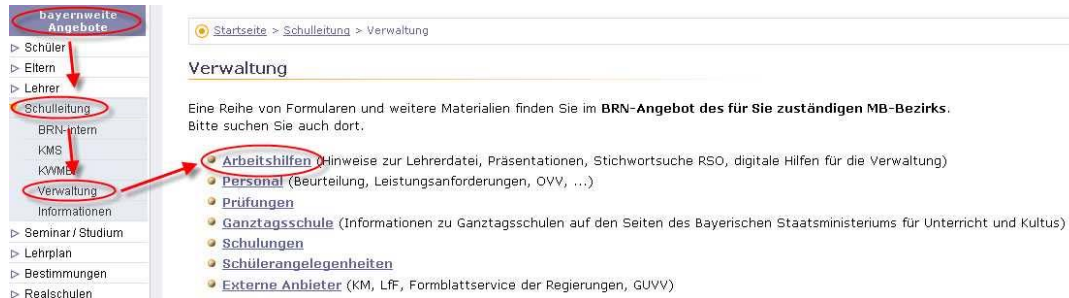 bayernweite
Angebote
Schüler
Eltern
Lehrer
Schulleitung
BRN-intern
KMS
KWMBl
Verwaltung
Informationen
Seminar / Studium
Lehrplan
Bestimmungen
Realschulen
Startseite > Schulleitung > Verwaltung
Verwaltung
Eine Reihe von Formularen und weitere Materialien finden Sie im BRN-Angebot des für Sie zuständigen MB-Bezirks.
Bitte suchen Sie auch dort.
Arbeitshilfen (Hinweise zur Lehrerdatei, Präsentationen, Stichwortsuche RSO, digitale Hilfen für die Verwaltung)
Personal (Beurteilung, Leistungsanforderungen, OVV, ...)
Prüfungen
Ganztagsschule (Informationen zu Ganztagsschulen auf den Seiten des Bayerischen Staatsministeriums für Unterricht und Kultus)
Schulungen
Schülerangelegenheiten
Externe Anbieter (KM, LfF, Formblattservice der Regierungen, GUVV)